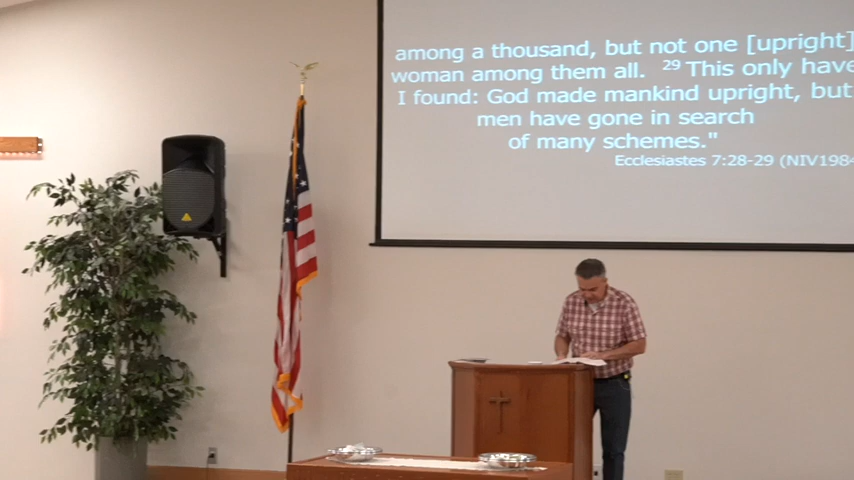 among a thousand, but not one [upright]
woman among them all. 29 This only have
I found: God made mankind upright, but
men have gone in search
of many schemes."
Ecclesiastes 7:28-29 (NIV1984